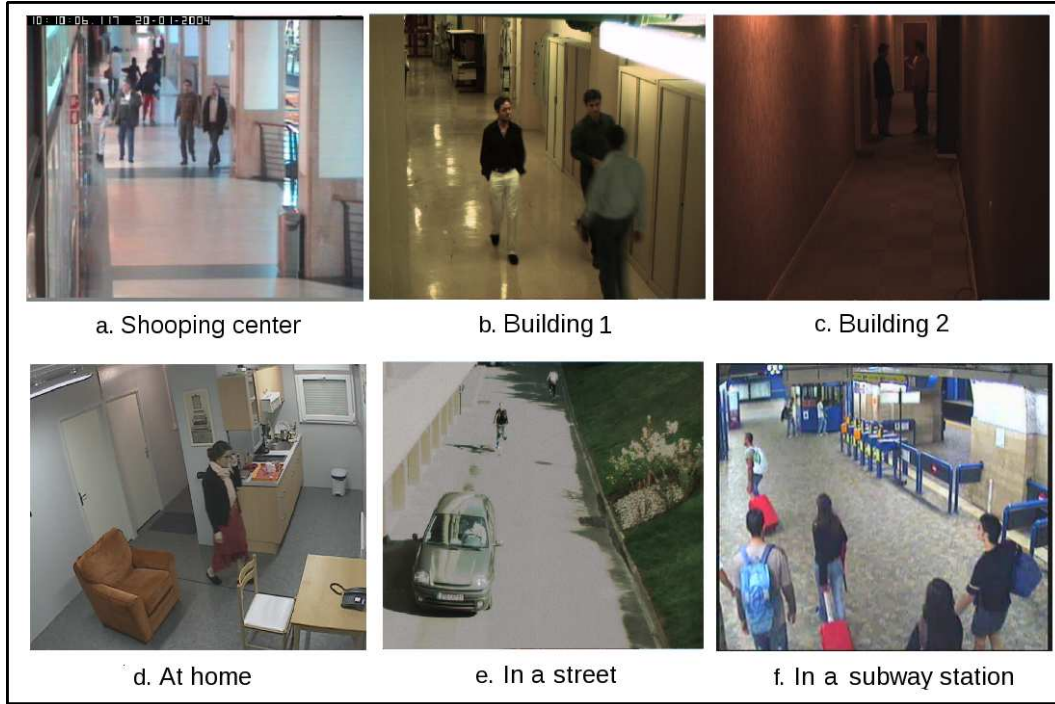 10:10:06.117 20-01-2004
a. Shooping center
b. Building 1
c. Building 2
d. At home
e. In a street
f. In a subway station